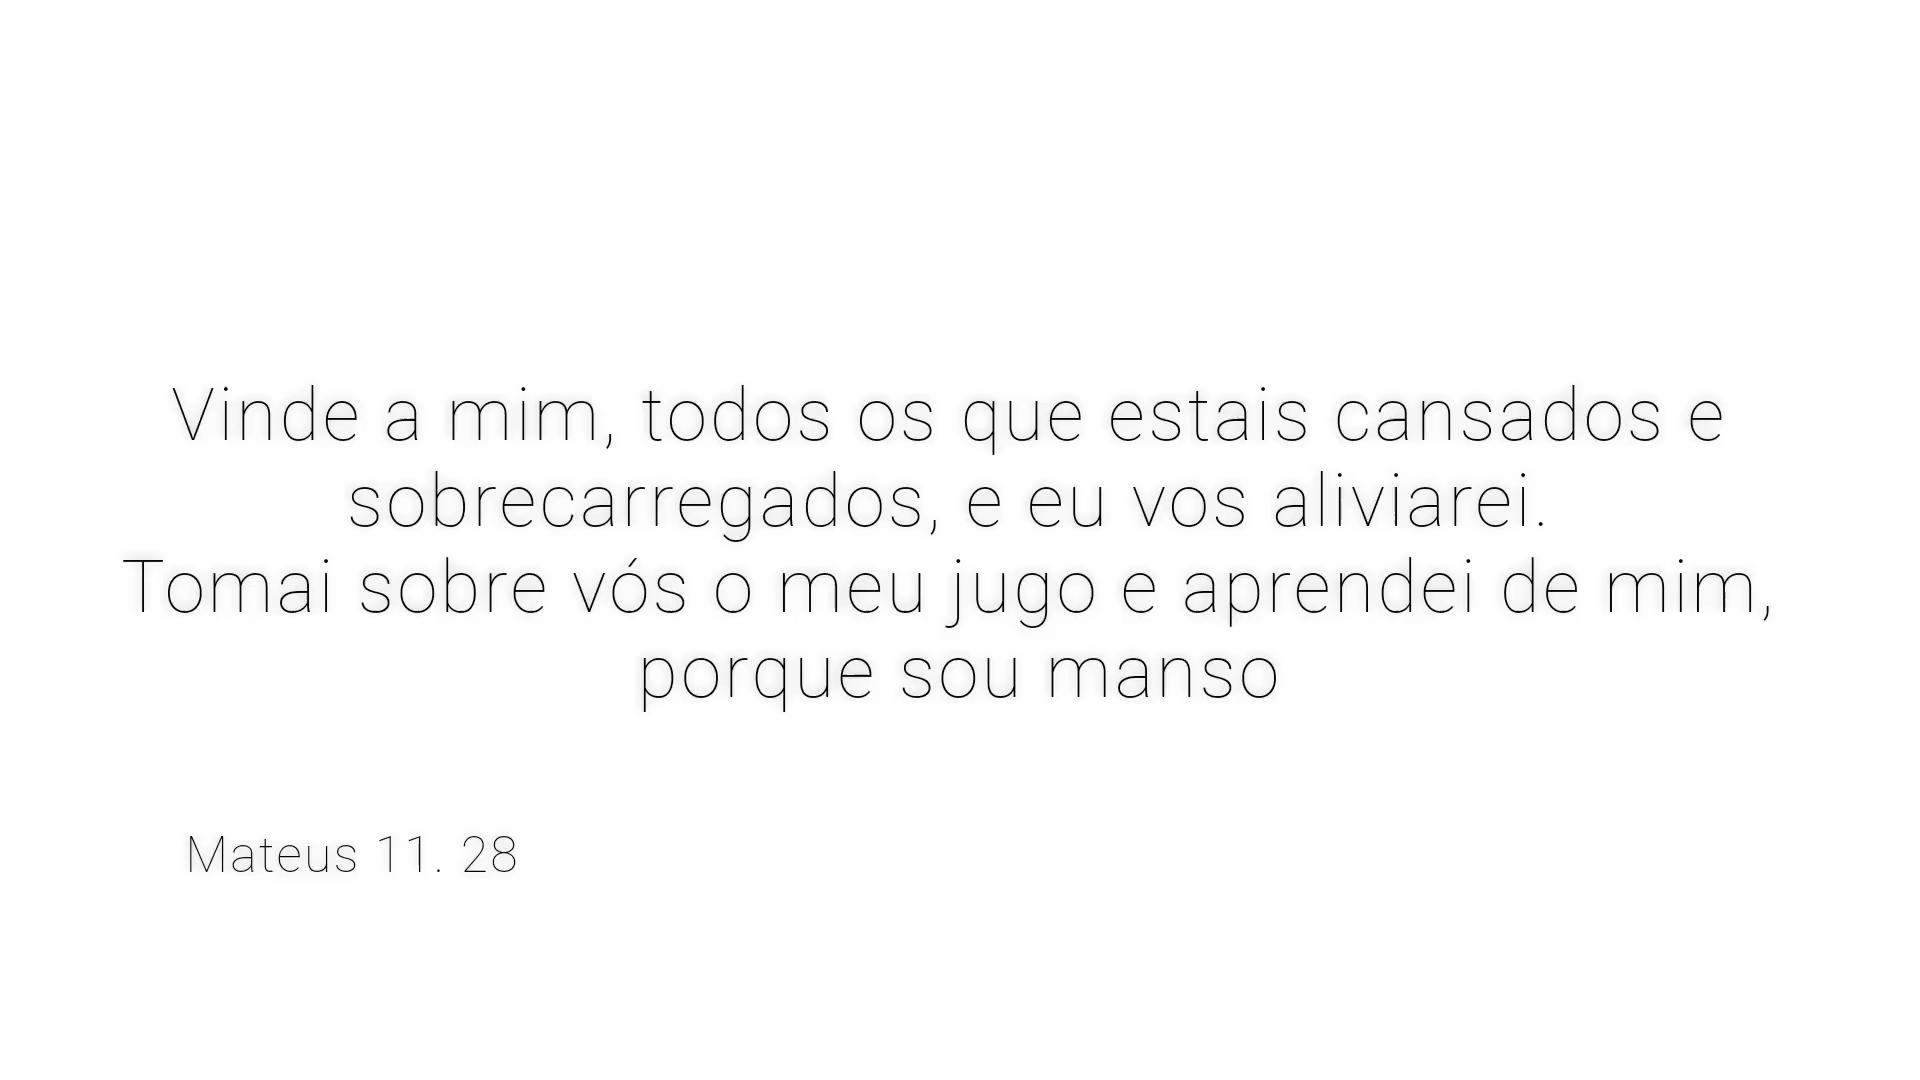 Vinde a mim, todos os que estais cansados e
sobrecarregados, e eu vos aliviarei.
Tomai sobre vós o meu jugo e aprendei de mim,
porque sou manso
Mateus 11. 28